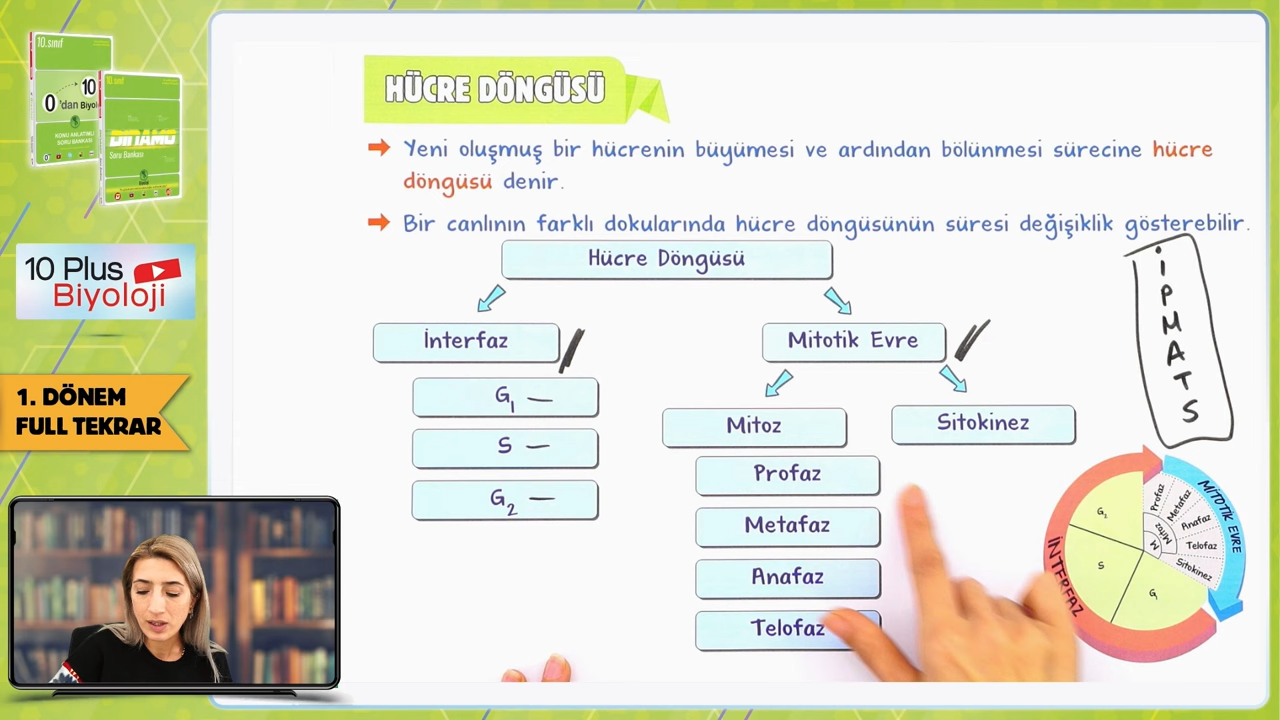 10.sınıf
0'dan 10
Biyol
KONU ANLATIMLI
SORU BANKASI
10.sınıf
DİNAMO
Soru Bankası
10 Plus
Biyoloji
1. DÖNEM
FULL TEKRAR
HÜCRE DÖNGÜSÜ
Yeni oluşmuş bir hücrenin büyümesi ve ardından bölünmesi sürecine hücre
döngüsü denir.
Bir canlının farklı dokularında hücre döngüsünün süresi değişiklik gösterebilir.
Hücre Döngüsü
İnterfaz
Mitotik Evre
G₁ –
S –
G₂ –
Mitoz
Sitokinez
Profaz
Metafaz
Anafaz
Telofaz
İ
P
M
A
T
S
İNTERFAZ
MİTOTİK EVRE
G₁
S
G
M
Mitoz
Profaz
Metafaz
Anafaz
Telofaz
Sitokinez